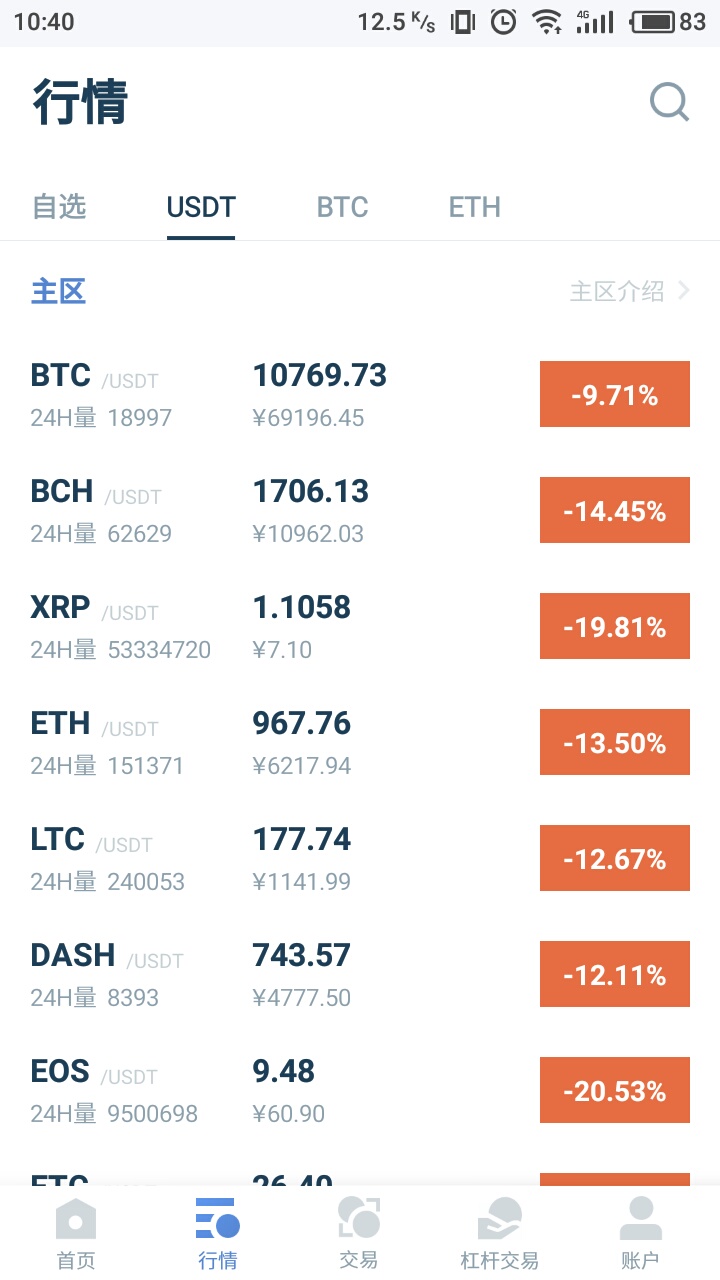 10:40 12.5 K/s 4G 83
行情
自选 USDT BTC ETH
主区 主区介绍
BTC /USDT 10769.73 -9.71%
24H量 18997 ¥69196.45
BCH /USDT 1706.13 -14.45%
24H量 62629 ¥10962.03
XRP /USDT 1.1058 -19.81%
24H量 53334720 ¥7.10
ETH /USDT 967.76 -13.50%
24H量 151371 ¥6217.94
LTC /USDT 177.74 -12.67%
24H量 240053 ¥1141.99
DASH /USDT 743.57 -12.11%
24H量 8393 ¥4777.50
EOS /USDT 9.48 -20.53%
24H量 9500698 ¥60.90
ETC 26.40
首页 行情 交易 杠杆交易 账户